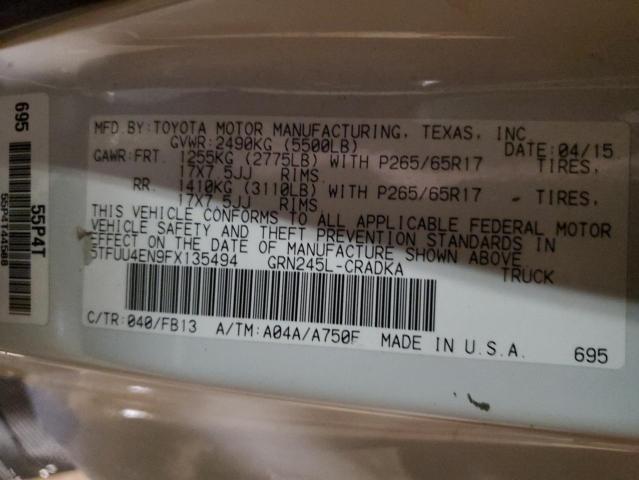 MFD.BY:TOYOTA MOTOR MANUFACTURING, TEXAS, INC.
GVWR:2490KG (5500LB) DATE:04/15
GAWR:FRT. 1255KG (2775LB) WITH P265/65R17 TIRES,
17X7.5JJ RIMS
RR. 1410KG (3110LB) WITH P265/65R17 TIRES,
17X7.5JJ RIMS
THIS VEHICLE CONFORMS TO ALL APPLICABLE FEDERAL MOTOR
VEHICLE SAFETY AND THEFT PREVENTION STANDARDS IN
EFFECT ON THE DATE OF MANUFACTURE SHOWN ABOVE.
5TFUU4EN9FX135494 GRN245L-CRADKA TRUCK
C/TR:040/FB13 A/TM:A04A/A750F MADE IN U.S.A. 695
695
55P4T